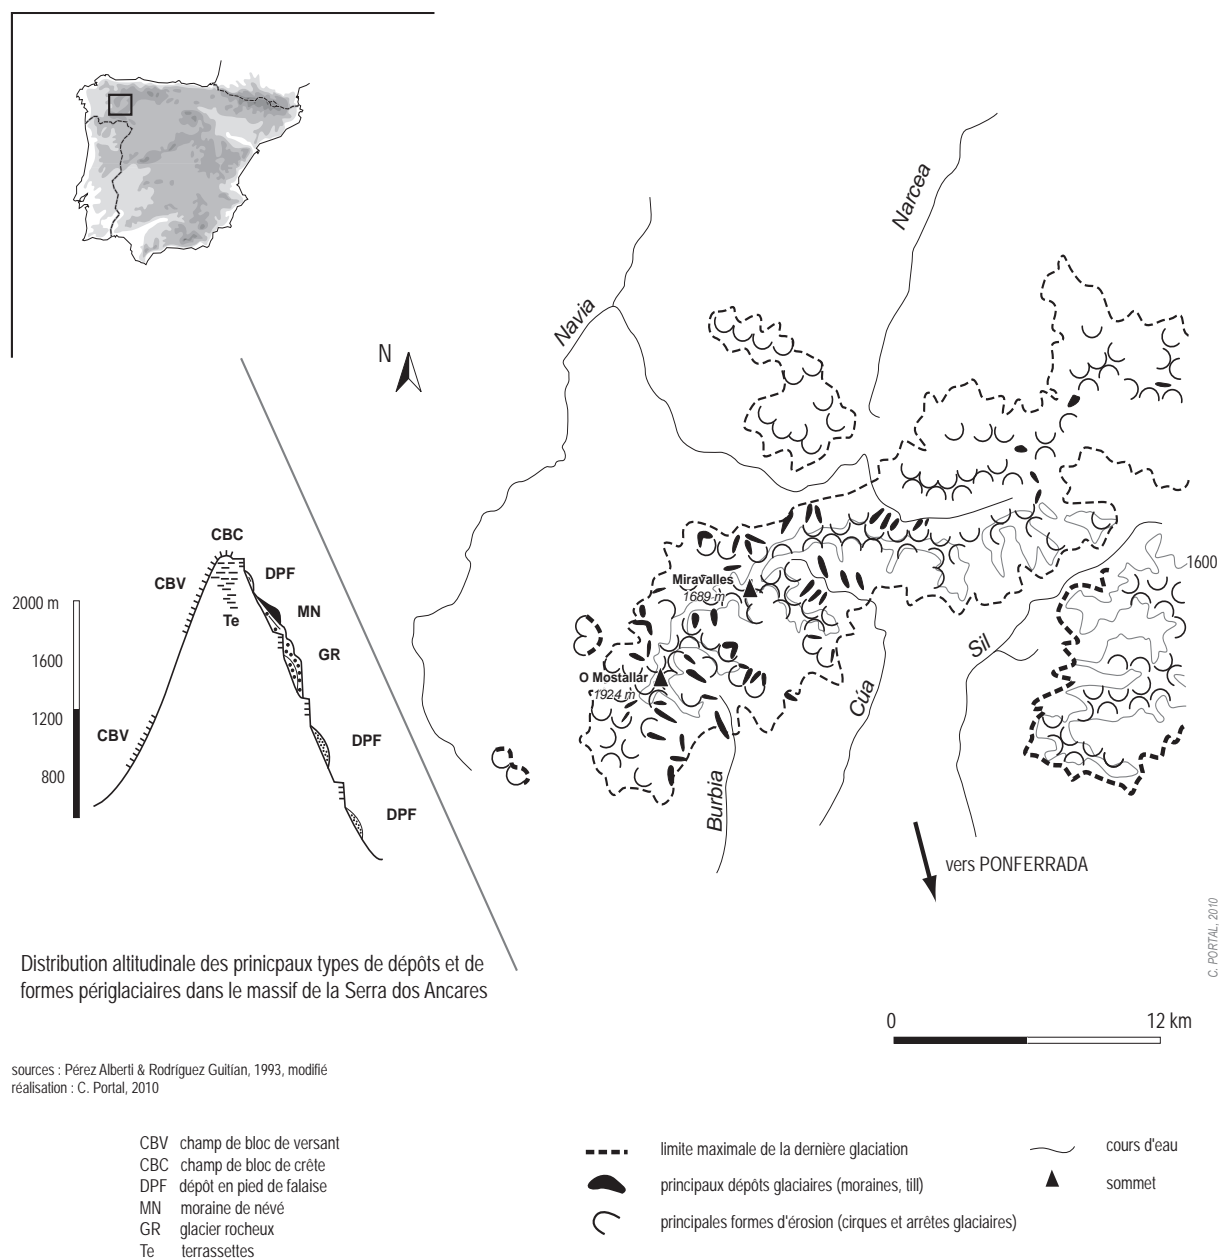 Narcea
Navia
N
1600
Miravalles
1689 m
O Mostallar
1924 m
Sil
Cúa
Burbia
vers PONFERRADA
C. PORTAL, 2010
0
12 km
CBC
CBV
DPF
MN
Te
GR
CBV
DPF
DPF
2000 m
1600
1200
800
Distribution altitudinale des prinicpaux types de dépôts et de
formes périglaciaires dans le massif de la Serra dos Ancares
sources : Pérez Alberti & Rodríguez Guitían, 1993, modifié
réalisation : C. Portal, 2010
CBV champ de bloc de versant
CBC champ de bloc de crête
DPF dépôt en pied de falaise
MN moraine de névé
GR glacier rocheux
Te terrassettes
limite maximale de la dernière glaciation
principaux dépôts glaciaires (moraines, till)
principales formes d'érosion (cirques et arrêtes glaciaires)
cours d'eau
sommet